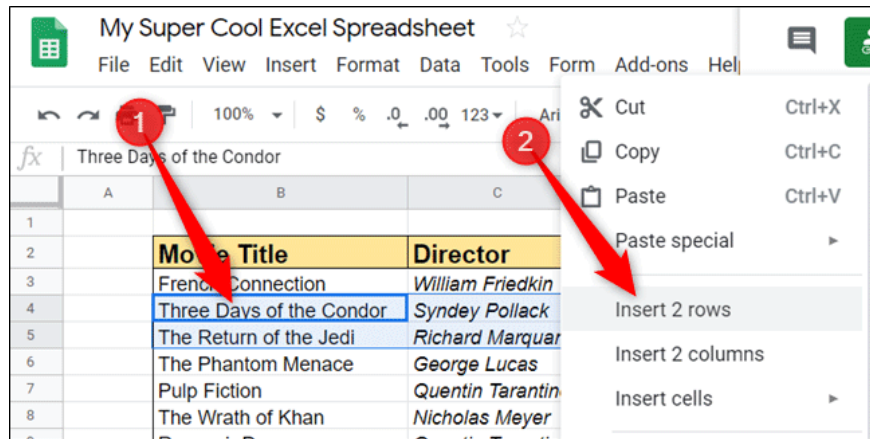 My Super Cool Excel Spreadsheet
File Edit View Insert Format Data Tools Form Add-ons Hel
100% $ % .0 .00 123 Ari
fx Three Days of the Condor
A B C
1
2 Movie Title Director
3 French Connection William Friedkin
4 Three Days of the Condor Syndey Pollack
5 The Return of the Jedi Richard Marquar
6 The Phantom Menace George Lucas
7 Pulp Fiction Quentin Tarantin
8 The Wrath of Khan Nicholas Meyer
1
2
Cut Ctrl+X
Copy Ctrl+C
Paste Ctrl+V
Paste special
Insert 2 rows
Insert 2 columns
Insert cells